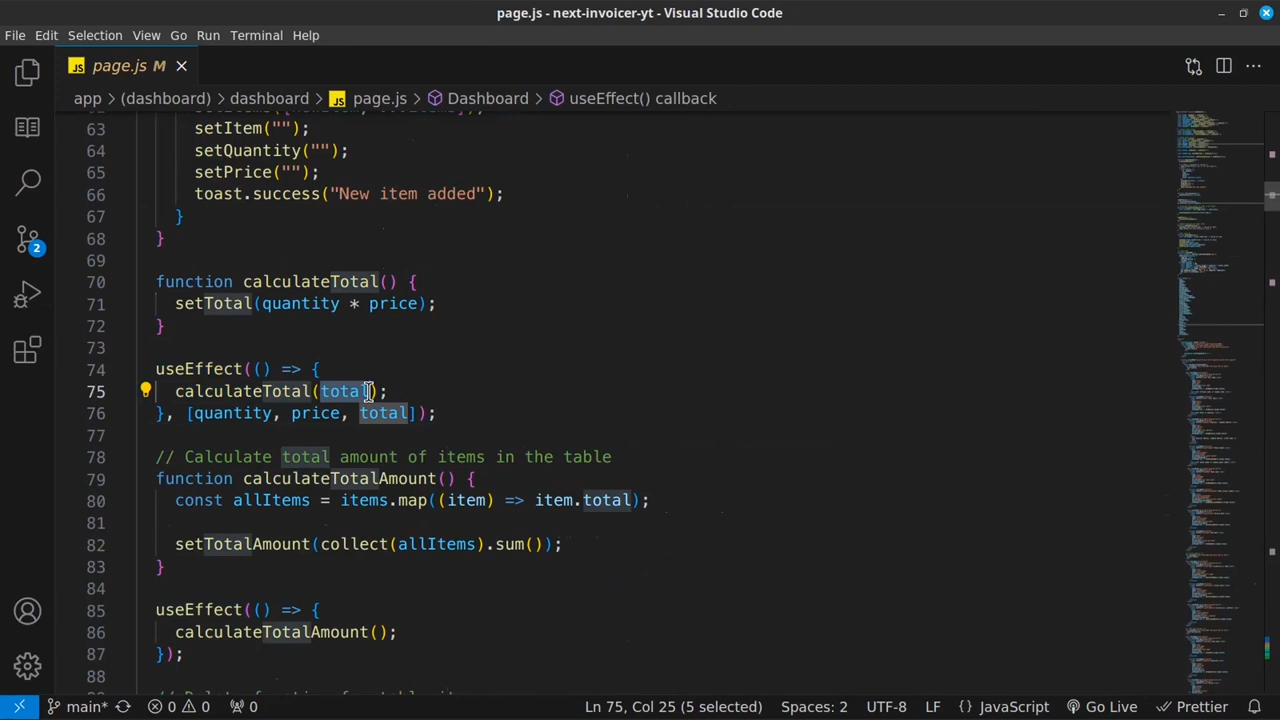 page.js - next-invoicer-yt - Visual Studio Code
File Edit Selection View Go Run Terminal Help
JS page.js M
app > (dashboard) > dashboard > JS page.js > Dashboard > useEffect() callback
63 setItem("");
64 setQuantity("");
65 setPrice("");
66 toast.success("New item added");
67 }
68 }
69
70 function calculateTotal() {
71 setTotal(quantity * price);
72 }
73
74 useEffect(() => {
75 calculateTotal(total);
76 }, [quantity, price, total]);
77
78 // Calculate total amount of items in the table
79 function calculateTotalAmount() {
80 const allItems = items.map((item) => item.total);
81
82 setTotalAmount(collect(allItems).sum());
83 }
84
85 useEffect(() => {
86 calculateTotalAmount();
87 });
88
2
main* 0 0 0 Ln 75, Col 25 (5 selected) Spaces: 2 UTF-8 LF {} JavaScript Go Live Prettier